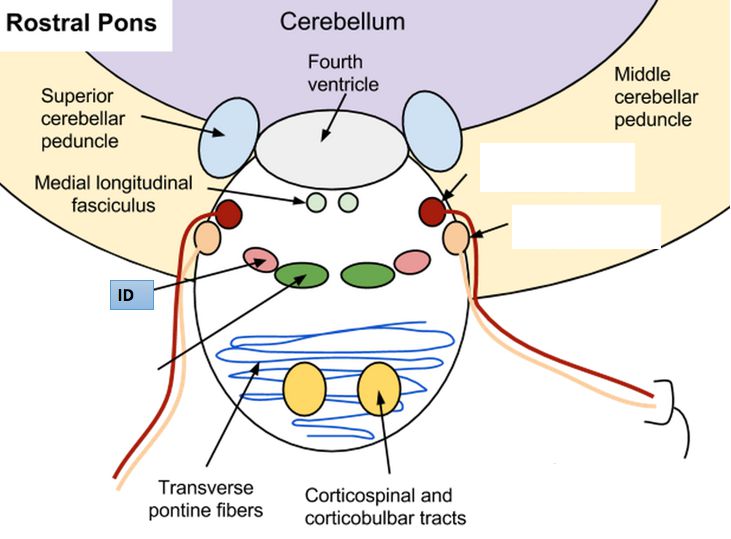 Rostral Pons
Cerebellum
Fourth
ventricle
Middle
cerebellar
peduncle
Superior
cerebellar
peduncle
Medial longitudinal
fasciculus
ID
Transverse
pontine fibers
Corticospinal and
corticobulbar tracts